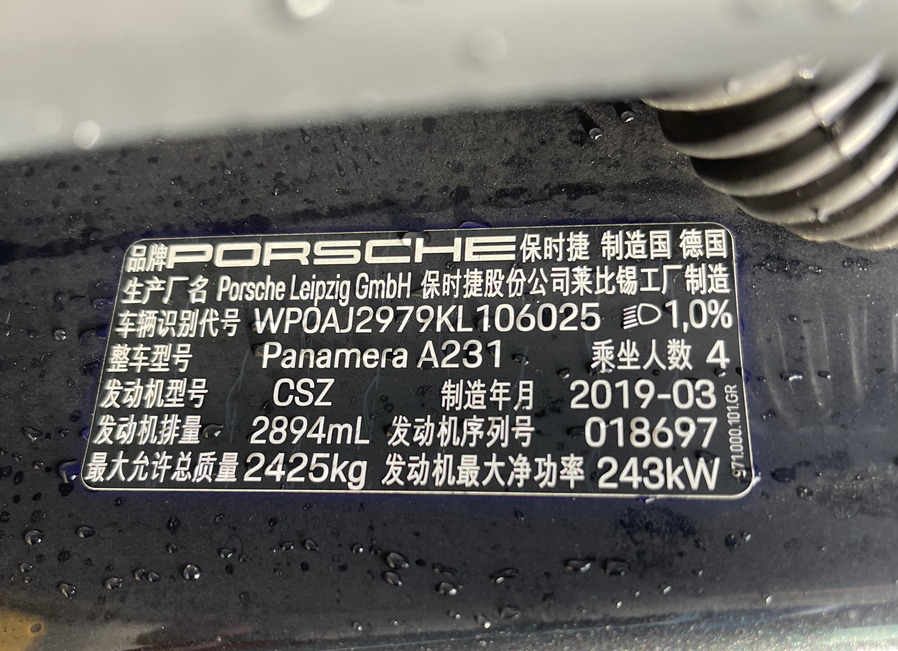 品牌PORSCHE保时捷 制造国 德国
生产厂名 Porsche Leipzig GmbH 保时捷股份公司莱比锡工厂制造
车辆识别代号 WP0AJ2979KL106025 1,0%
整车型号 Panamera A231 乘坐人数 4
发动机型号 CSZ 制造年月 2019-03
发动机排量 2894mL 发动机序列号 018697
最大允许总质量 2425kg 发动机最大净功率 243kW
971.000.101.GR